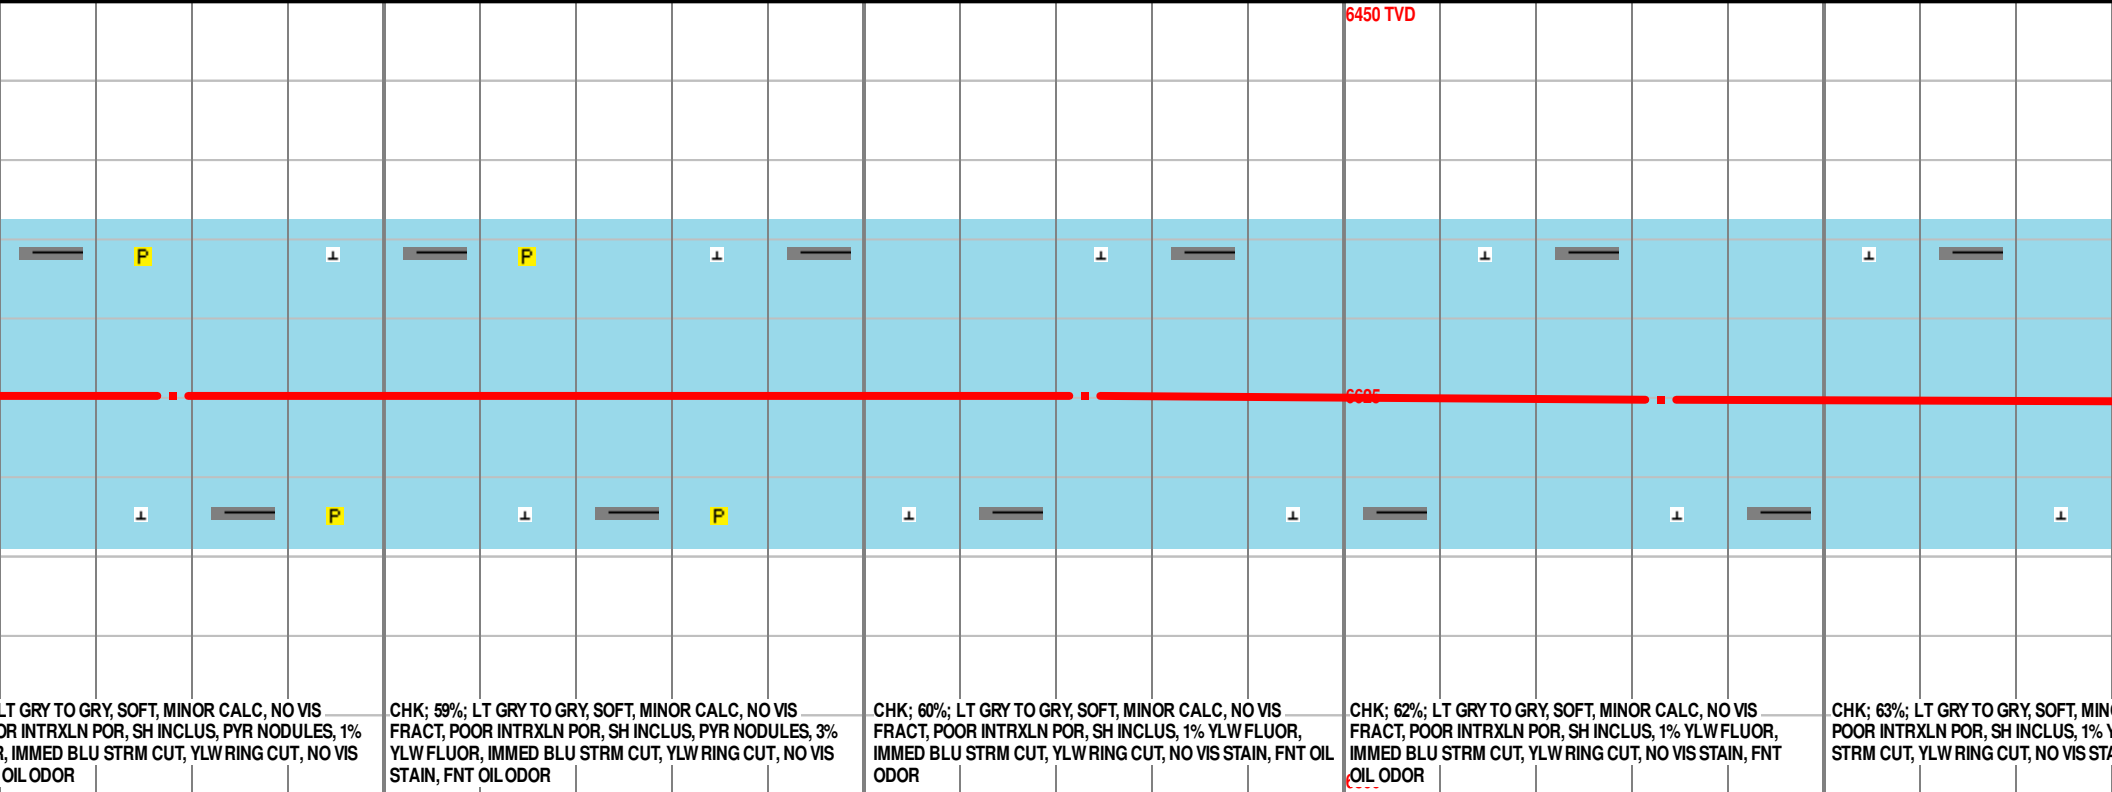 6450 TVD
P
P
P
P
LT GRY TO GRY, SOFT, MINOR CALC, NO VIS
OR INTRXLN POR, SH INCLUS, PYR NODULES, 1%
, IMMED BLU STRM CUT, YLW RING CUT, NO VIS
OIL ODOR
CHK; 59%; LT GRY TO GRY, SOFT, MINOR CALC, NO VIS
FRACT, POOR INTRXLN POR, SH INCLUS, PYR NODULES, 3%
YLW FLUOR, IMMED BLU STRM CUT, YLW RING CUT, NO VIS
STAIN, FNT OIL ODOR
CHK; 60%; LT GRY TO GRY, SOFT, MINOR CALC, NO VIS
FRACT, POOR INTRXLN POR, SH INCLUS, 1% YLW FLUOR,
IMMED BLU STRM CUT, YLW RING CUT, NO VIS STAIN, FNT OIL
ODOR
CHK; 62%; LT GRY TO GRY, SOFT, MINOR CALC, NO VIS
FRACT, POOR INTRXLN POR, SH INCLUS, 1% YLW FLUOR,
IMMED BLU STRM CUT, YLW RING CUT, NO VIS STAIN, FNT
OIL ODOR
CHK; 63%; LT GRY TO GRY, SOFT, MIN
POOR INTRXLN POR, SH INCLUS, 1% Y
STRM CUT, YLW RING CUT, NO VIS STA